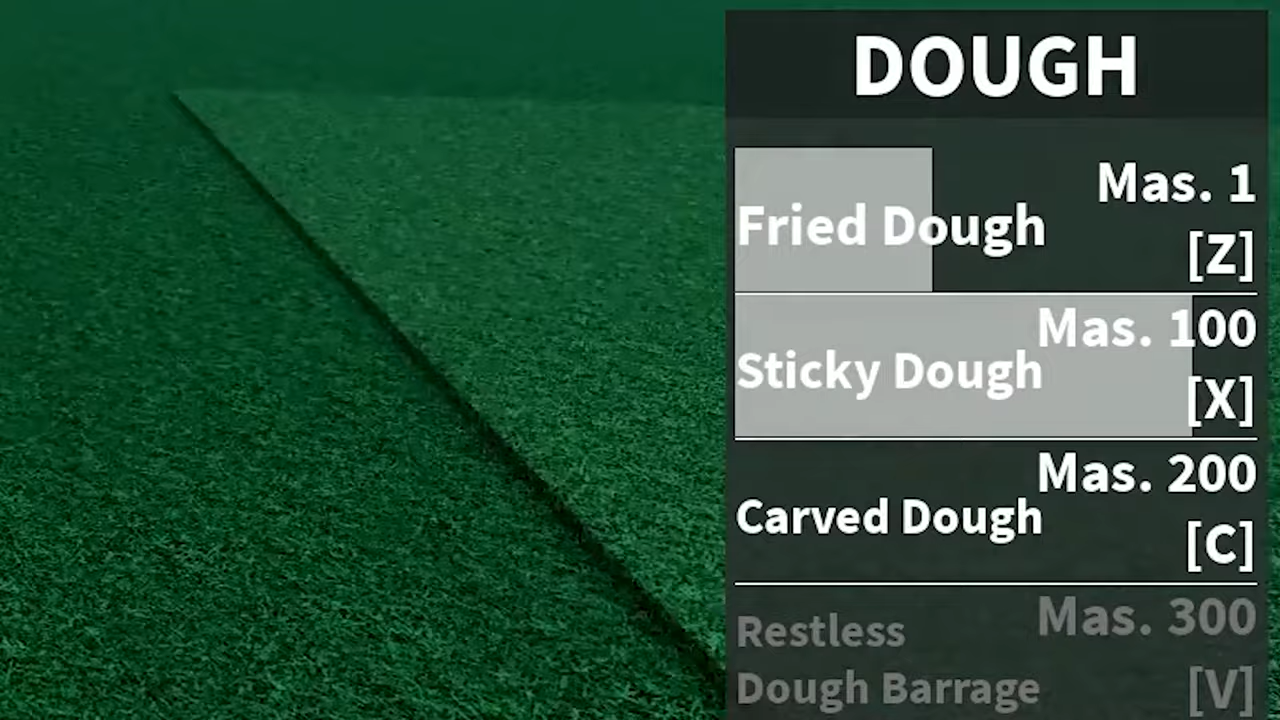 DOUGH
Mas. 1
Fried Dough
[Z]
Mas. 100
Sticky Dough
[X]
Mas. 200
Carved Dough
[C]
Mas. 300
Restless
Dough Barrage
[V]